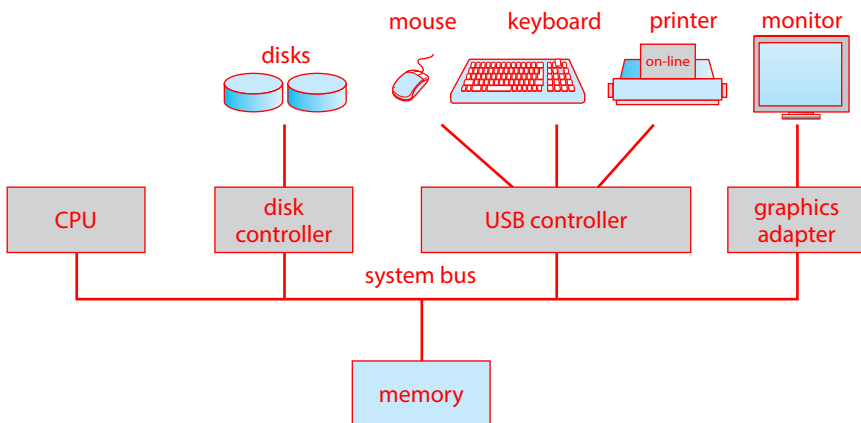 mouse
keyboard
printer
monitor
disks
on-line
CPU
disk
controller
USB controller
graphics
adapter
system bus
memory